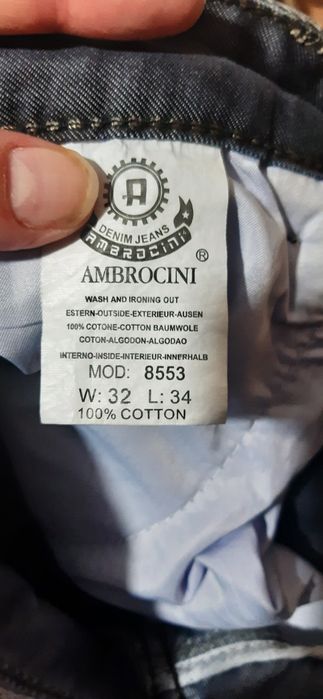 A
DENIM JEANS
AMBROCINI
®
AMBROCINI
WASH AND IRONING OUT
ESTERN-OUTSIDE-EXTERIEUR-AUSEN
100% COTONE-COTTON BAUMWOLE
COTON-ALGODON-ALGODAO
INTERNO-INSIDE-INTERIEUR-INNERHALB
MOD: 8553
W: 32 L: 34
100% COTTON